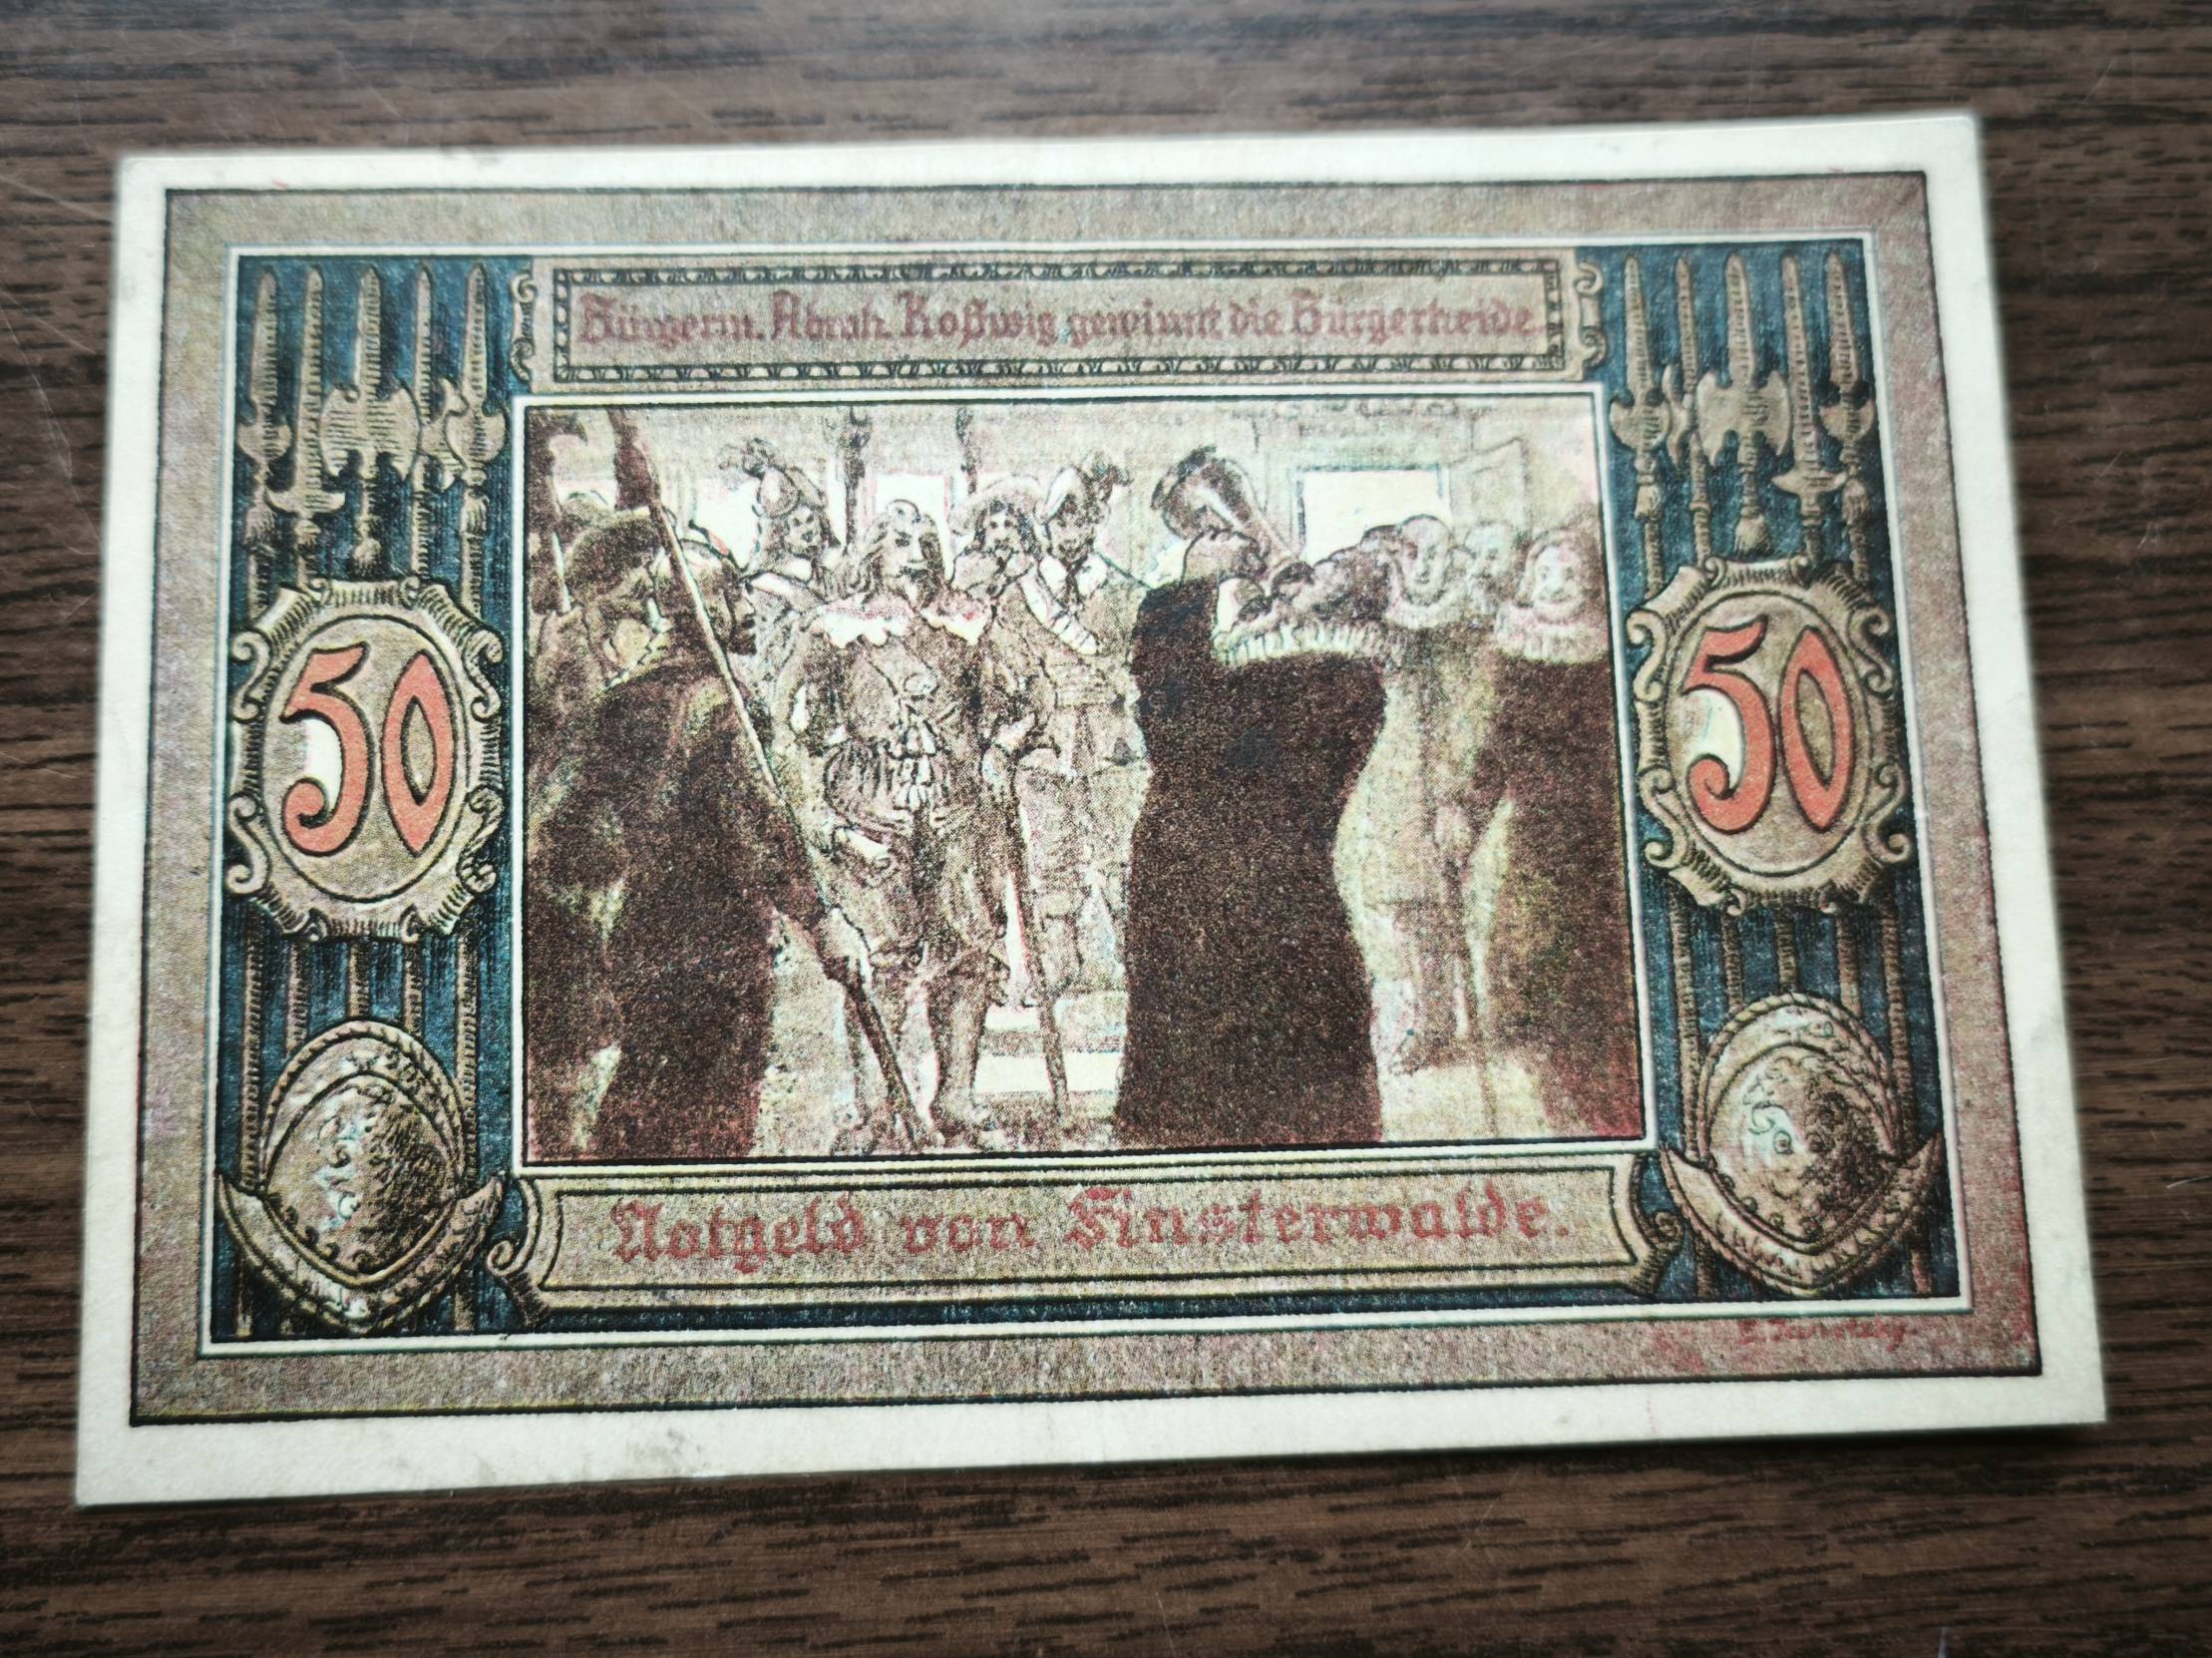 Bürgerm. Abrah. Koßwig gewinnt die Bürgerheide.
50
50
Notgeld von Finsterwalde.